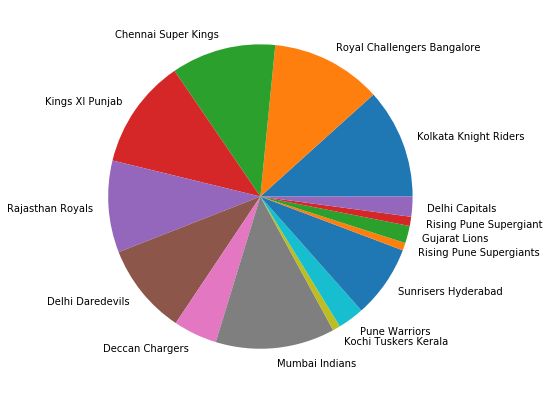 Chennai Super Kings
Royal Challengers Bangalore
Kings XI Punjab
Kolkata Knight Riders
Rajasthan Royals
Delhi Capitals
Rising Pune Supergiant
Gujarat Lions
Rising Pune Supergiants
Delhi Daredevils
Sunrisers Hyderabad
Pune Warriors
Kochi Tuskers Kerala
Deccan Chargers
Mumbai Indians